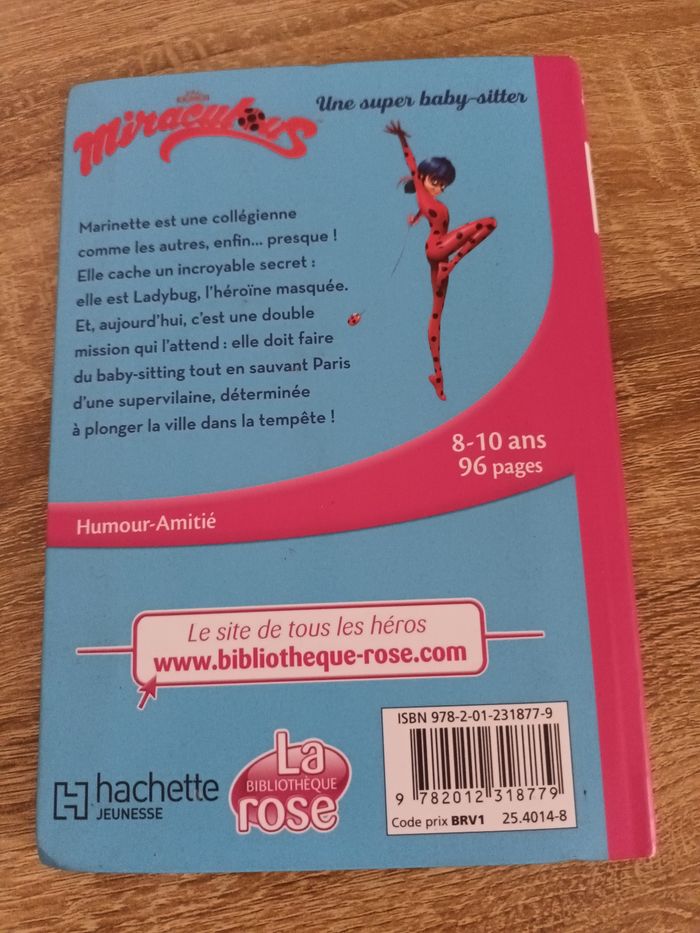 Miraculous
Une super baby-sitter
Marinette est une collégienne
comme les autres, enfin... presque !
Elle cache un incroyable secret :
elle est Ladybug, l'héroïne masquée.
Et, aujourd'hui, c'est une double
mission qui l'attend : elle doit faire
du baby-sitting tout en sauvant Paris
d'une supervilaine, déterminée
à plonger la ville dans la tempête !
8-10 ans
96 pages
Humour-Amitié
Le site de tous les héros
www.bibliotheque-rose.com
ISBN 978-2-01-231877-9
9 782012 318779
Code prix BRV1 25.4014-8
hachette
JEUNESSE
La
BIBLIOTHÈQUE
rose